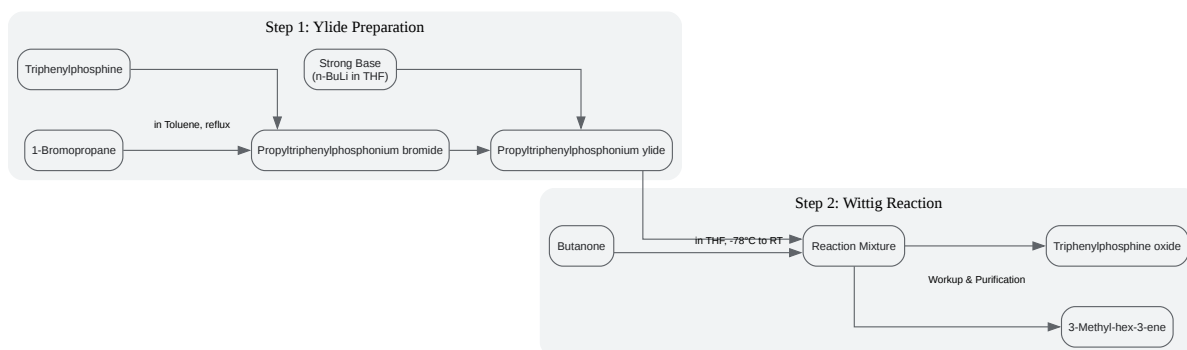 Step 1: Ylide Preparation
Triphenylphosphine
Strong Base
(n-BuLi in THF)
in Toluene, reflux
1-Bromopropane
Propyltriphenylphosphonium bromide
Propyltriphenylphosphonium ylide
Step 2: Wittig Reaction
Butanone
in THF, -78°C to RT
Reaction Mixture
Triphenylphosphine oxide
Workup & Purification
3-Methyl-hex-3-ene